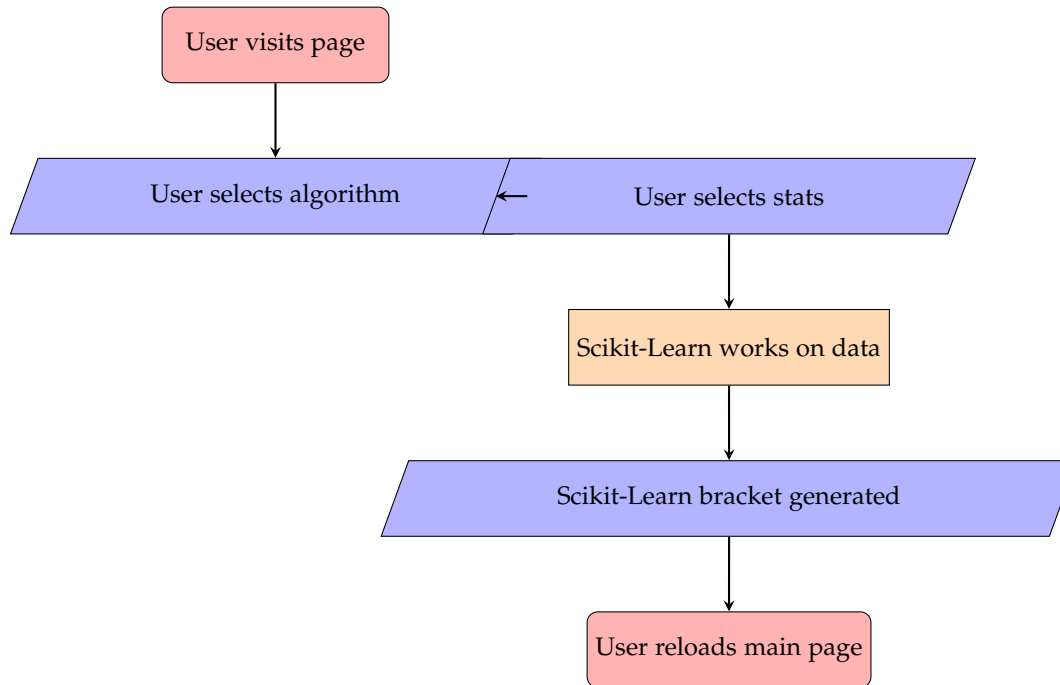 User visits page
User selects algorithm
User selects stats
Scikit-Learn works on data
Scikit-Learn bracket generated
User reloads main page